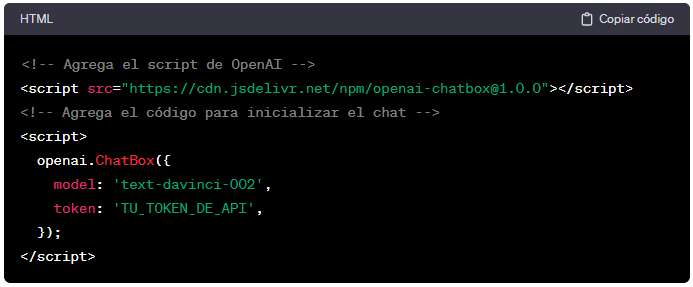 HTML
Copiar código
<!-- Agrega el script de OpenAI -->
<script src="https://cdn.jsdelivr.net/npm/openai-chatbox@1.0.0"></script>
<!-- Agrega el código para inicializar el chat -->
<script>
  openai.ChatBox({
    model: 'text-davinci-002',
    token: 'TU_TOKEN_DE_API',
  });
</script>